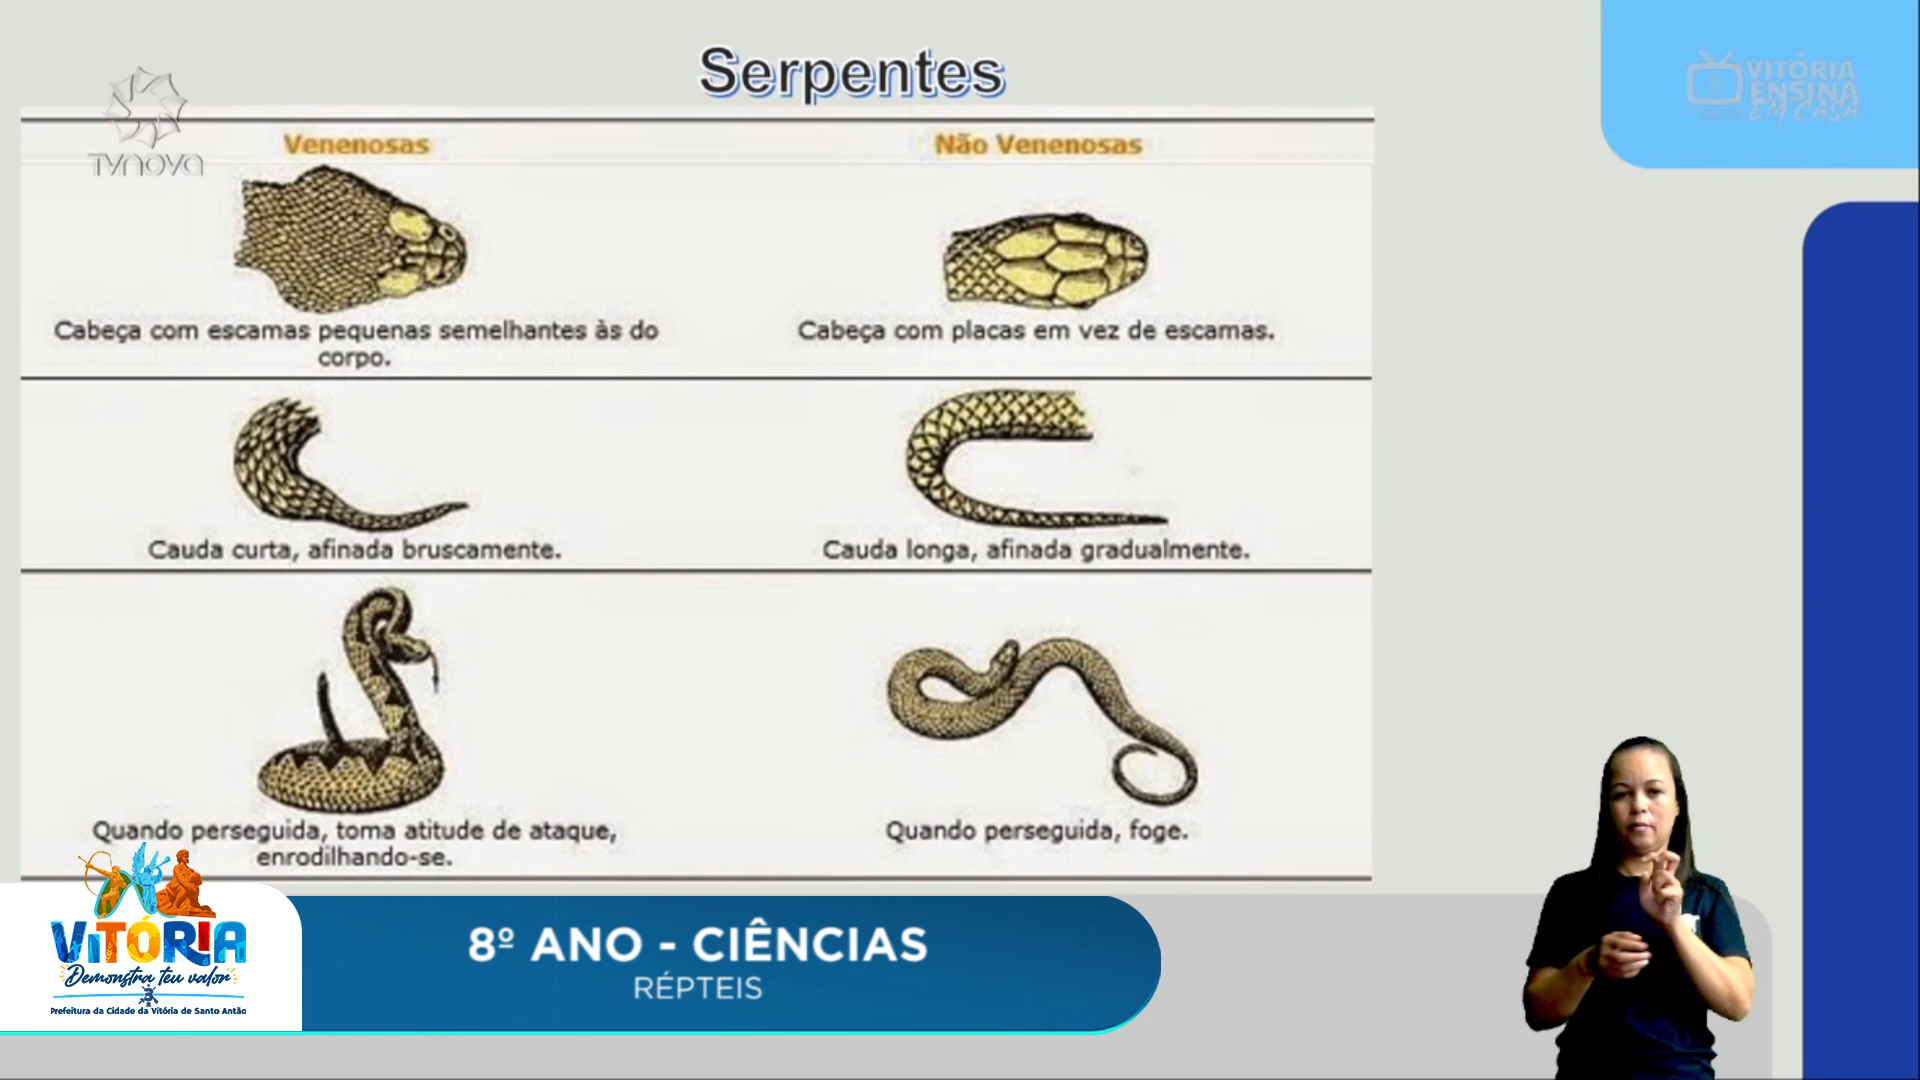 Serpentes
TVNOVA
VITÓRIA
ENSINA
EM CASA
Venenosas
Não Venenosas
Cabeça com escamas pequenas semelhantes às do
corpo.
Cabeça com placas em vez de escamas.
Cauda curta, afinada bruscamente.
Cauda longa, afinada gradualmente.
Quando perseguida, toma atitude de ataque,
enrodilhando-se.
Quando perseguida, foge.
VITÓRIA
Demonstra teu valor
Prefeitura da Cidade da Vitória de Santo Antão
8º ANO - CIÊNCIAS
RÉPTEIS